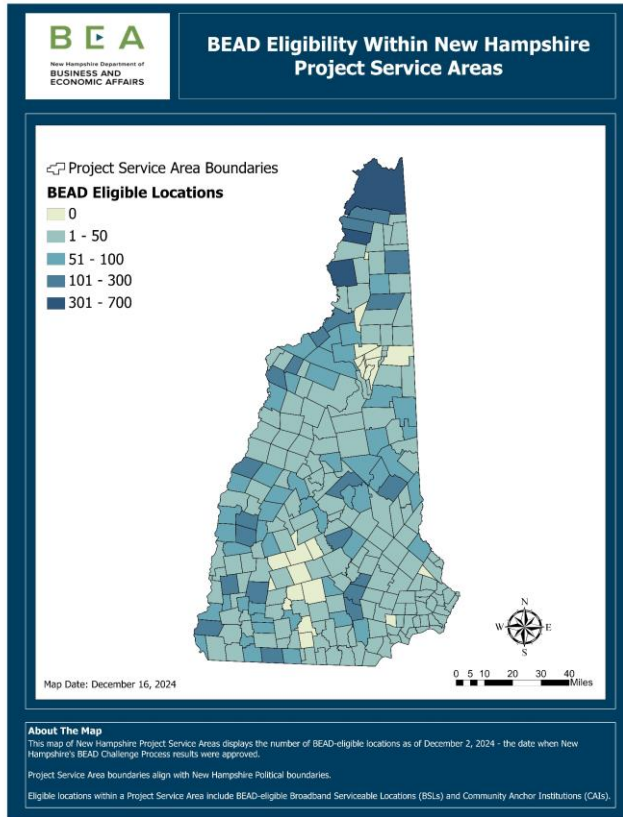 BEA
New Hampshire Department of
BUSINESS AND
ECONOMIC AFFAIRS
BEAD Eligibility Within New Hampshire
Project Service Areas
Project Service Area Boundaries
BEAD Eligible Locations
0
1 - 50
51 - 100
101 - 300
301 - 700
N
W E
S
0 5 10 20 30 40
Miles
Map Date: December 16, 2024
About The Map
This map of New Hampshire Project Service Areas displays the number of BEAD-eligible locations as of December 2, 2024 - the date when New
Hampshire's BEAD Challenge Process results were approved.
Project Service Area boundaries align with New Hampshire Political boundaries.
Eligible locations within a Project Service Area include BEAD-eligible Broadband Serviceable Locations (BSLs) and Community Anchor Institutions (CAIs).